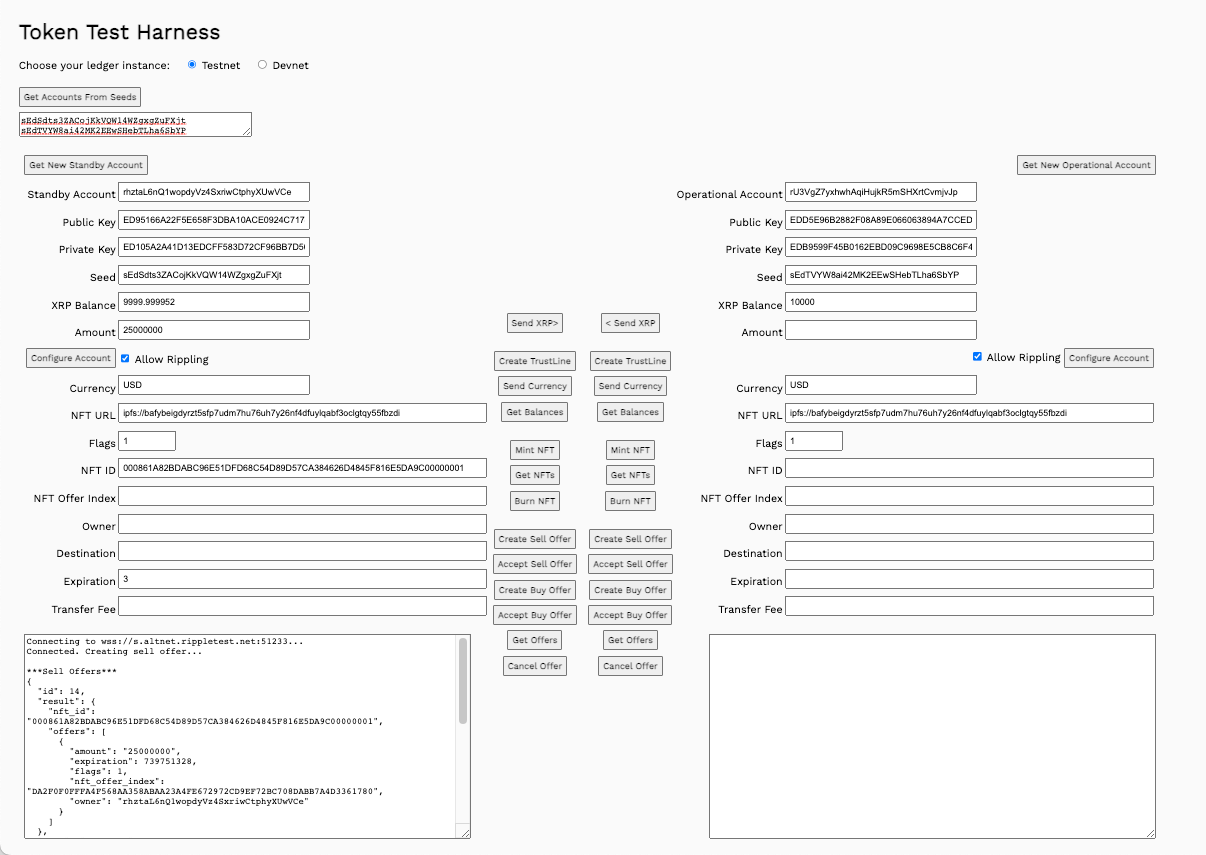 Token Test Harness
Choose your ledger instance: Testnet Devnet
Get Accounts From Seeds
sEdSdts3ZACojKkVQW14WZgxgZuFXjt
sEdTVYW8ai42MK2EEwSHebTLha6SbYP
Get New Standby Account
Standby Account rhztaL6nQ1wopdyVz4SxriwCtphyXUwVCe
Public Key ED95166A22F5E658F3DBA10ACE0924C717
Private Key ED105A2A41D13EDCFF583D72CF96BB7D5
Seed sEdSdts3ZACojKkVQW14WZgxgZuFXjt
XRP Balance 9999.999952
Amount 25000000
Configure Account Allow Rippling
Currency USD
NFT URL ipfs://bafybeigdyrzt5sfp7udm7hu76uh7y26nf4dfuylqabf3oclgtqy55fbzdi
Flags 1
NFT ID 000861A82BDABC96E51DFD68C54D89D57CA384626D4845F816E5DA9C00000001
NFT Offer Index
Owner
Destination
Expiration 3
Transfer Fee
Send XRP> < Send XRP
Create TrustLine Create TrustLine
Send Currency Send Currency
Get Balances Get Balances
Mint NFT Mint NFT
Get NFTs Get NFTs
Burn NFT Burn NFT
Create Sell Offer Create Sell Offer
Accept Sell Offer Accept Sell Offer
Create Buy Offer Create Buy Offer
Accept Buy Offer Accept Buy Offer
Get Offers Get Offers
Cancel Offer Cancel Offer
Get New Operational Account
Operational Account rU3VgZ7yxhwhAqiHujkR5mSHXrtCvmjvJp
Public Key EDD5E96B2882F08A89E066063894A7CCED
Private Key EDB9599F45B0162EBD09C9698E5CB8C6F4
Seed sEdTVYW8ai42MK2EEwSHebTLha6SbYP
XRP Balance 10000
Amount
Allow Rippling Configure Account
Currency USD
NFT URL ipfs://bafybeigdyrzt5sfp7udm7hu76uh7y26nf4dfuylqabf3oclgtqy55fbzdi
Flags 1
NFT ID
NFT Offer Index
Owner
Destination
Expiration
Transfer Fee
Connecting to wss://s.altnet.rippletest.net:51233...
Connected. Creating sell offer...
***Sell Offers***
{
"id": 14,
"result": {
"nft_id":
"000861A82BDABC96E51DFD68C54D89D57CA384626D4845F816E5DA9C00000001",
"offers": [
{
"amount": "25000000",
"expiration": 739751328,
"flags": 1,
"nft_offer_index":
"DA2F0F0FFFA4F568AA358ABAA23A4FE672972CD9EF72BC708DABB7A4D3361780",
"owner": "rhztaL6nQ1wopdyVz4SxriwCtphyXUwVCe"
}
]
},